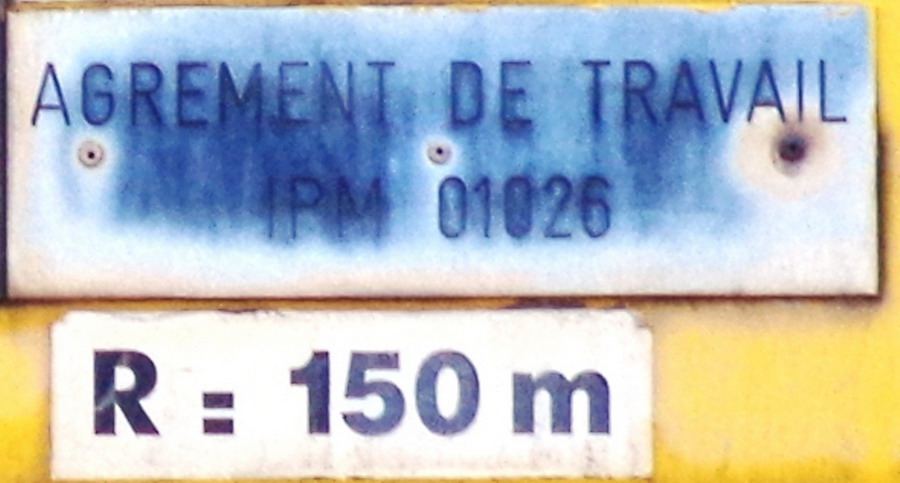 AGREMENT DE TRAVAIL
IPM 01026
R = 150 m